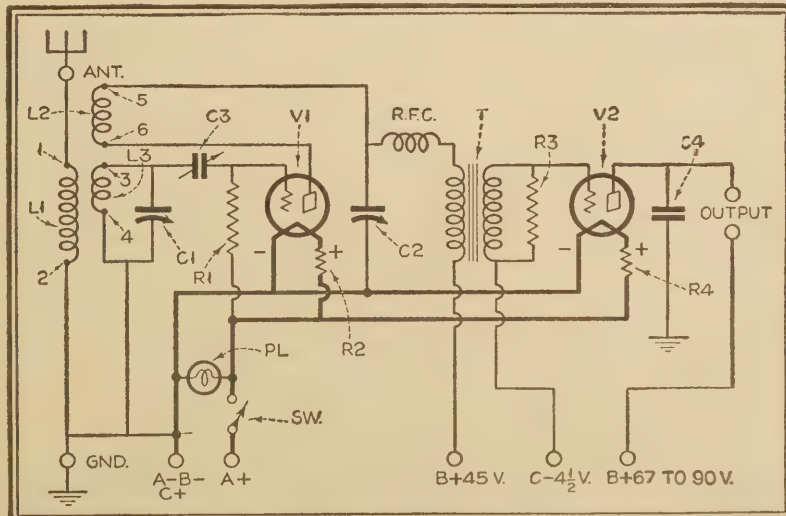 ANT.
L2
5
6
C3
V1
R.F.C.
T
R3
V2
C4
1
L3
3
L1
4
C1
R1
-
+
C2
-
+
OUTPUT
2
R2
R4
PL
SW.
GND.
A-B-
C+
A+
B+45 V.
C-4½V.
B+67 TO 90 V.